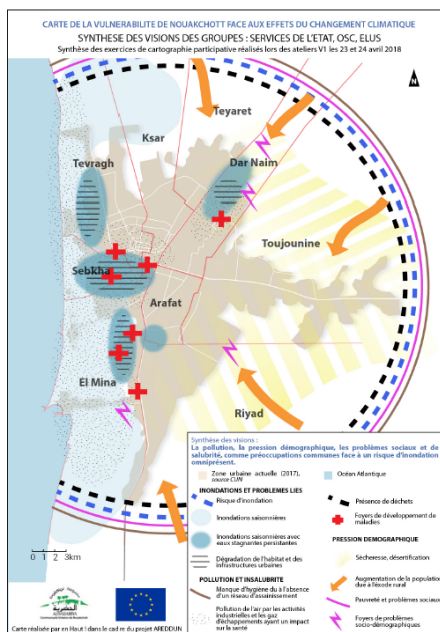 CARTE DE LA VULNERABILITE DE NOUAKCHOTT FACE AUX EFFETS DU CHANGEMENT CLIMATIQUE
SYNTHESE DES VISIONS DES GROUPES : SERVICES DE L'ETAT, OSC, ELUS
Synthèse des exercices de cartographie participative réalisés lors des ateliers V1 les 23 et 24 avril 2018
N
Teyaret
Ksar
Tevragh
Dar Naim
Toujounine
Sebkha
Arafat
El Mina
Riyad
0 1 2 3km
Synthèse des visions :
La pollution, la pression démographique, les problèmes sociaux et de
salubrité, comme préoccupations communes face à un risque d'inondation
omniprésent.
Zone urbaine actuelle (2017),
source CUN
Océan Atlantique
INONDATIONS ET PROBLEMES LIES
Risque d'inondation
Inondations saisonnières
Inondations saisonnières avec
eaux stagnantes persistantes
Dégradation de l'habitat et des
infrastructures urbaines
POLLUTION ET INSALUBRITE
Manque d'hygiène du à l'absence
d'un réseau d'assainissement
Pollution de l'air par les activités
industrielles et les gaz
d'échappements ayant un impact
sur la santé
Présence de déchets
Foyers de développement de
maladies
PRESSION DEMOGRAPHIQUE
Sécheresse, désertification
Augmentation de la population
due à l'éxode rural
Pauvreté et problèmes sociaux
Foyers de problèmes
socio-démographiques
Carte réalisée par en Haut ! dans le cadre du projet AREDDUN